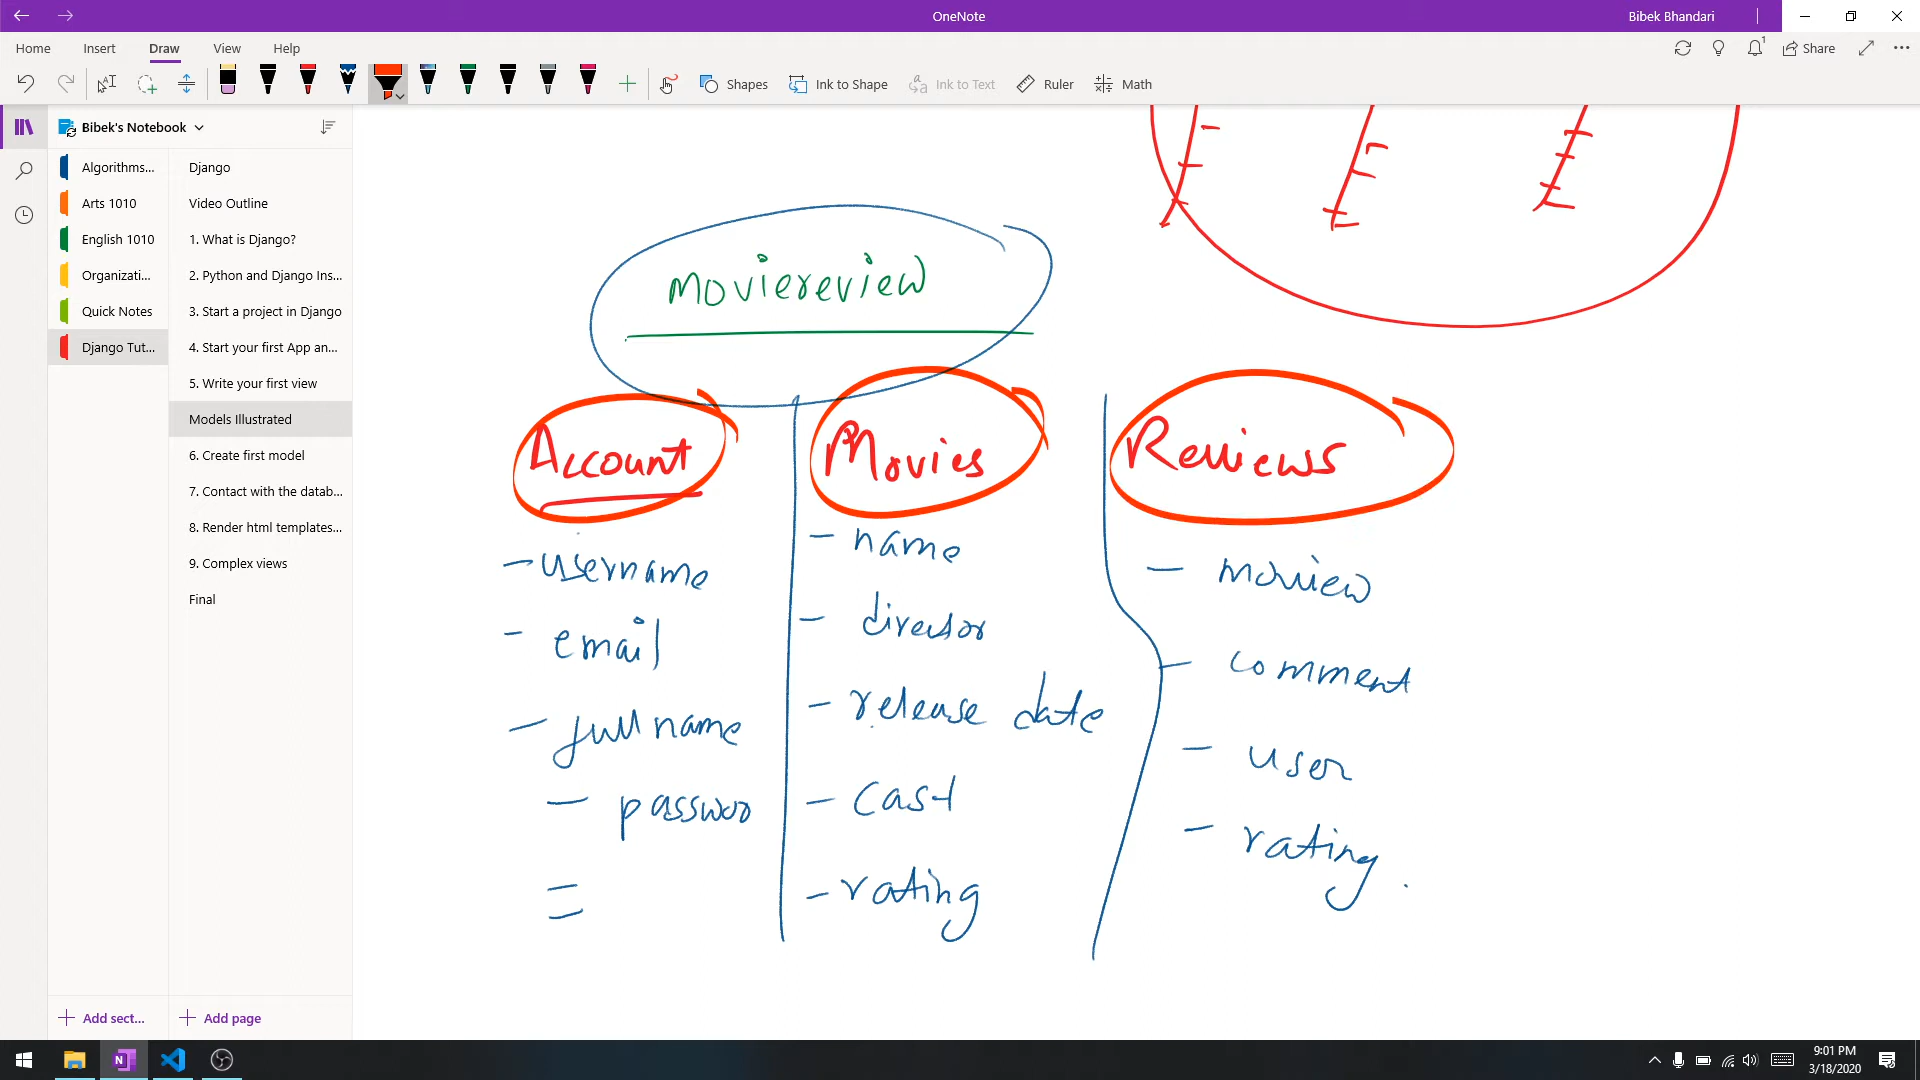 OneNote
Bibek Bhandari
Home Insert Draw View Help
1
Share
Shapes Ink to Shape Ink to Text Ruler Math
Bibek's Notebook
Algorithms...
Arts 1010
English 1010
Organizati...
Quick Notes
Django Tut...
Django
Video Outline
1. What is Django?
2. Python and Django Ins...
3. Start a project in Django
4. Start your first App an...
5. Write your first view
Models Illustrated
6. Create first model
7. Contact with the datab...
8. Render html templates...
9. Complex views
Final
Add sect...
Add page
moviereview
Account
- username
- email
- full name
- passwor
Movies
- name
- director
- release date
- cast
- rating
Reviews
- moview
- comment
- user
- rating.
9:01 PM
3/18/2020